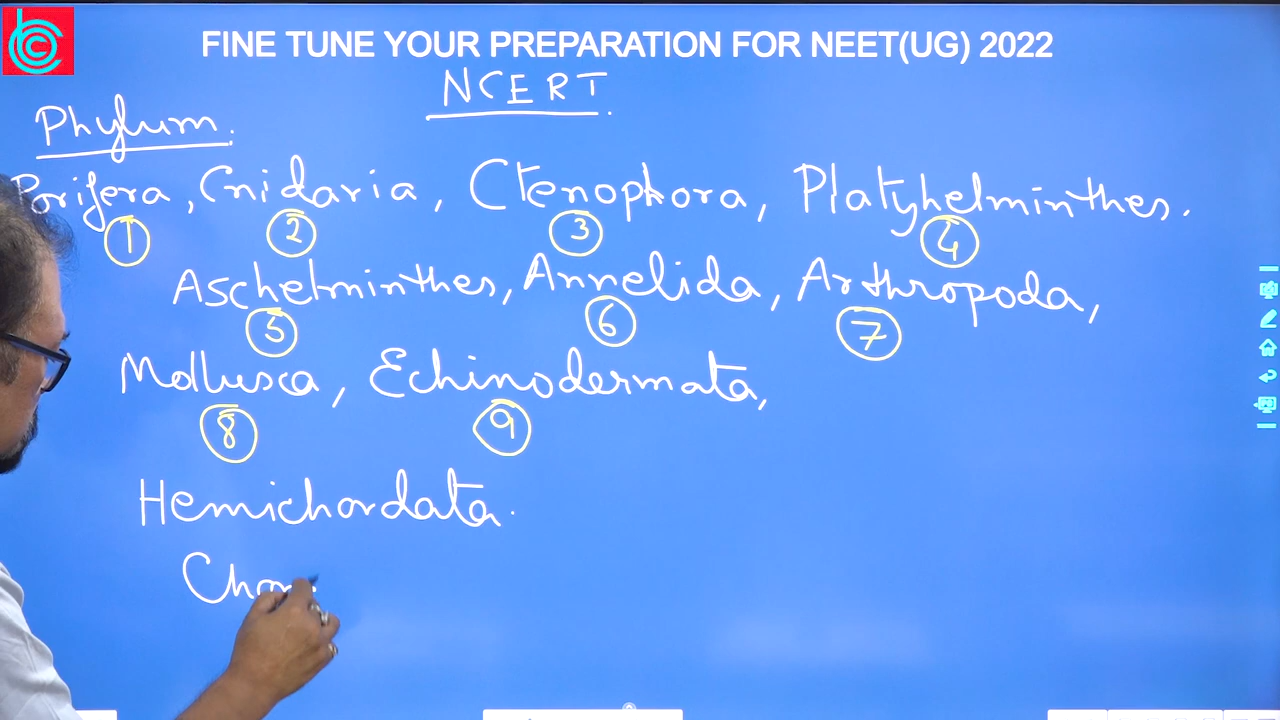 FINE TUNE YOUR PREPARATION FOR NEET(UG) 2022
NCERT.
Phylum.
Porifera, Cnidaria, Ctenophora, Platyhelminthes.
1 2 3 4
Aschelminthes, Annelida, Arthropoda,
5 6 7
Mollusca, Echinodermata,
8 9
Hemichordata.
Chor